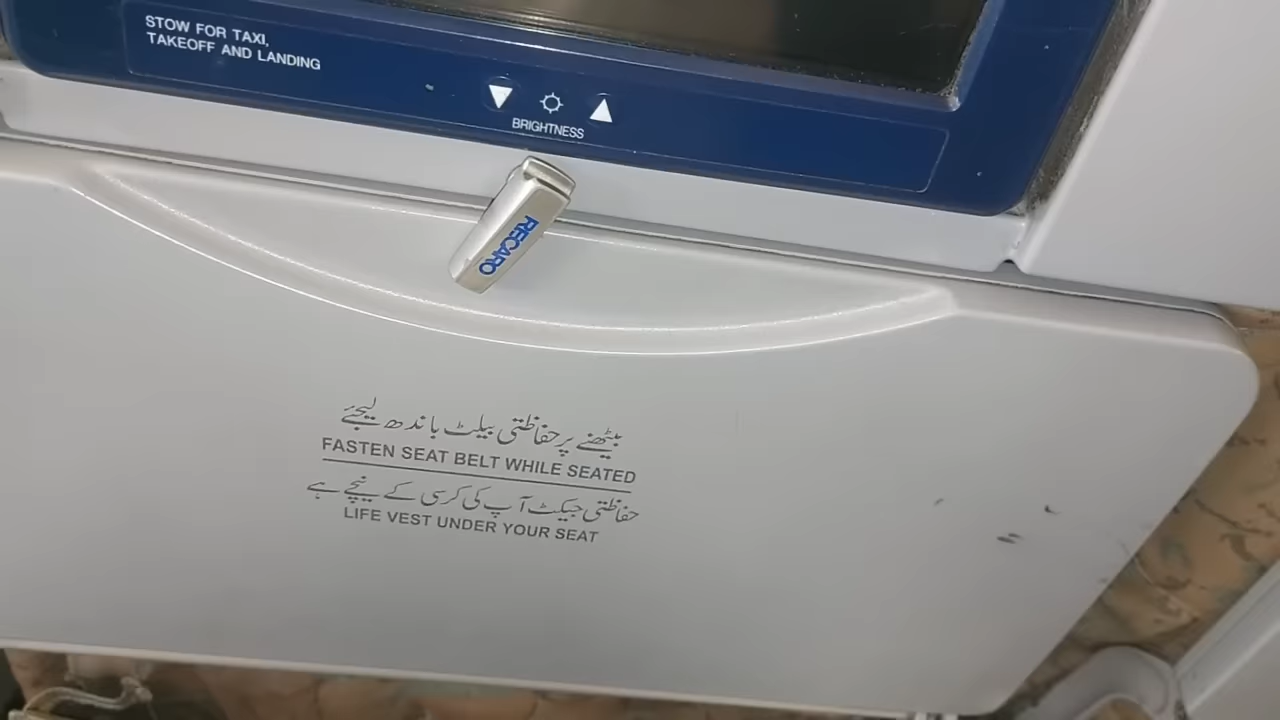 STOW FOR TAXI,
TAKEOFF AND LANDING
BRIGHTNESS
RECARO
بیٹھنے پر حفاظتی بیلٹ باندھ لیجئے
FASTEN SEAT BELT WHILE SEATED
حفاظتی جیکٹ آپ کی کرسی کے نیچے ہے
LIFE VEST UNDER YOUR SEAT